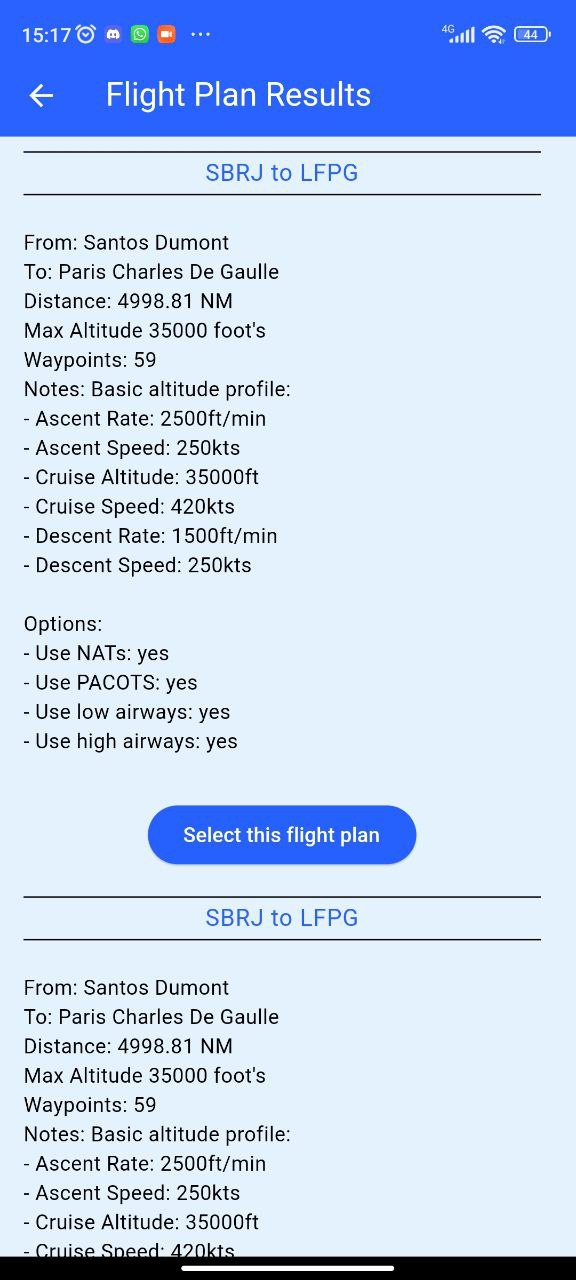 15:17
4G
44
Flight Plan Results
SBRJ to LFPG
From: Santos Dumont
To: Paris Charles De Gaulle
Distance: 4998.81 NM
Max Altitude 35000 foot's
Waypoints: 59
Notes: Basic altitude profile:
- Ascent Rate: 2500ft/min
- Ascent Speed: 250kts
- Cruise Altitude: 35000ft
- Cruise Speed: 420kts
- Descent Rate: 1500ft/min
- Descent Speed: 250kts
Options:
- Use NATs: yes
- Use PACOTS: yes
- Use low airways: yes
- Use high airways: yes
Select this flight plan
SBRJ to LFPG
From: Santos Dumont
To: Paris Charles De Gaulle
Distance: 4998.81 NM
Max Altitude 35000 foot's
Waypoints: 59
Notes: Basic altitude profile:
- Ascent Rate: 2500ft/min
- Ascent Speed: 250kts
- Cruise Altitude: 35000ft
- Cruise Speed: 420kts